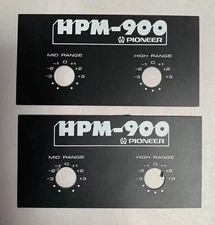 HPM-900
PIONEER
MID RANGE
HGH RANGE
-1 0 +1
-1 0 +1
-2 +2
-2 +2
-3 +3
-3 +3
HPM-900
PIONEER
MID RANGE
HGH RANGE
-1 0 +1
-1 0 +1
-2 +2
-2 +2
-3 +3
-3 +3